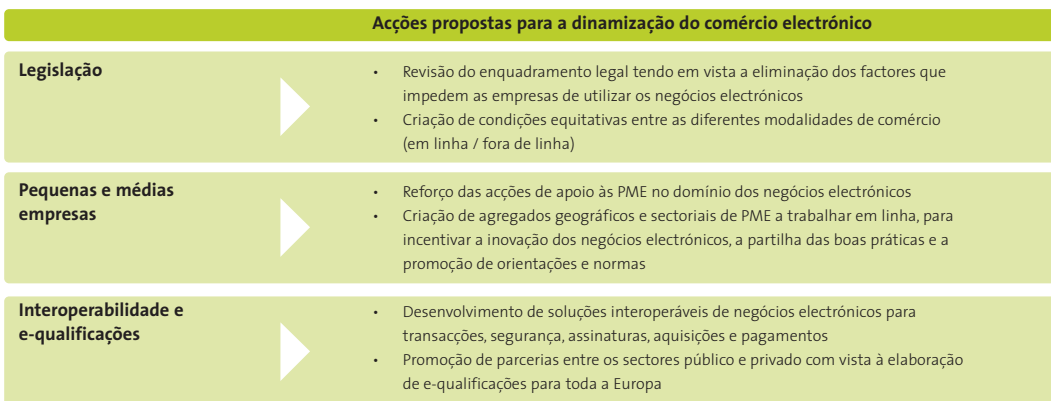 Acções propostas para a dinamização do comércio electrónico
Legislação
• Revisão do enquadramento legal tendo em vista a eliminação dos factores que
impedem as empresas de utilizar os negócios electrónicos
• Criação de condições equitativas entre as diferentes modalidades de comércio
(em linha / fora de linha)
Pequenas e médias
empresas
• Reforço das acções de apoio às PME no domínio dos negócios electrónicos
• Criação de agregados geográficos e sectoriais de PME a trabalhar em linha, para
incentivar a inovação dos negócios electrónicos, a partilha das boas práticas e a
promoção de orientações e normas
Interoperabilidade e
e-qualificações
• Desenvolvimento de soluções interoperáveis de negócios electrónicos para
transacções, segurança, assinaturas, aquisições e pagamentos
• Promoção de parcerias entre os sectores público e privado com vista à elaboração
de e-qualificações para toda a Europa